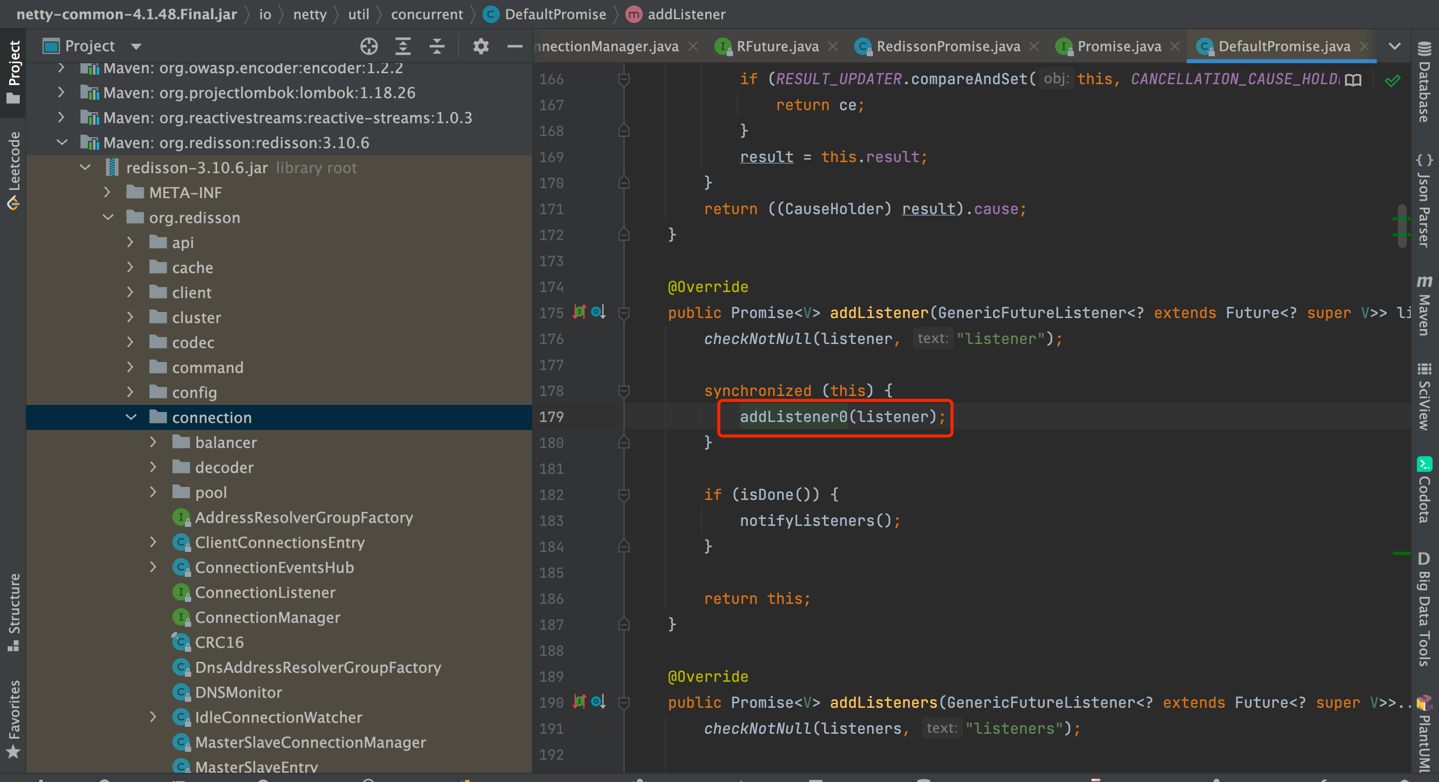 netty-common-4.1.48.Final.jar io netty util concurrent DefaultPromise addListener
Project
Leetcode
Structure
Favorites
Project
Maven: org.owasp.encoder:encoder:1.2.2
Maven: org.projectlombok:lombok:1.18.26
Maven: org.reactivestreams:reactive-streams:1.0.3
Maven: org.redisson:redisson:3.10.6
redisson-3.10.6.jar library root
META-INF
org.redisson
api
cache
client
cluster
codec
command
config
connection
balancer
decoder
pool
AddressResolverGroupFactory
ClientConnectionsEntry
ConnectionEventsHub
ConnectionListener
ConnectionManager
CRC16
DnsAddressResolverGroupFactory
DNSMonitor
IdleConnectionWatcher
MasterSlaveConnectionManager
MasterSlaveEntry
nnectionManager.java RFuture.java RedissonPromise.java Promise.java DefaultPromise.java
166 if (RESULT_UPDATER.compareAndSet( obj: this, CANCELLATION_CAUSE_HOLD
167 return ce;
168 }
169 result = this.result;
170 }
171 return ((CauseHolder) result).cause;
172 }
173
174 @Override
175 public Promise<V> addListener(GenericFutureListener<? extends Future<? super V>> li
176 checkNotNull(listener, text: "listener");
177
178 synchronized (this) {
179 addListener0(listener);
180 }
181
182 if (isDone()) {
183 notifyListeners();
184 }
185
186 return this;
187 }
188
189 @Override
190 public Promise<V> addListeners(GenericFutureListener<? extends Future<? super V>>...
191 checkNotNull(listeners, text: "listeners");
192
Database
Json Parser
Maven
SciView
Codota
Big Data Tools
PlantUML